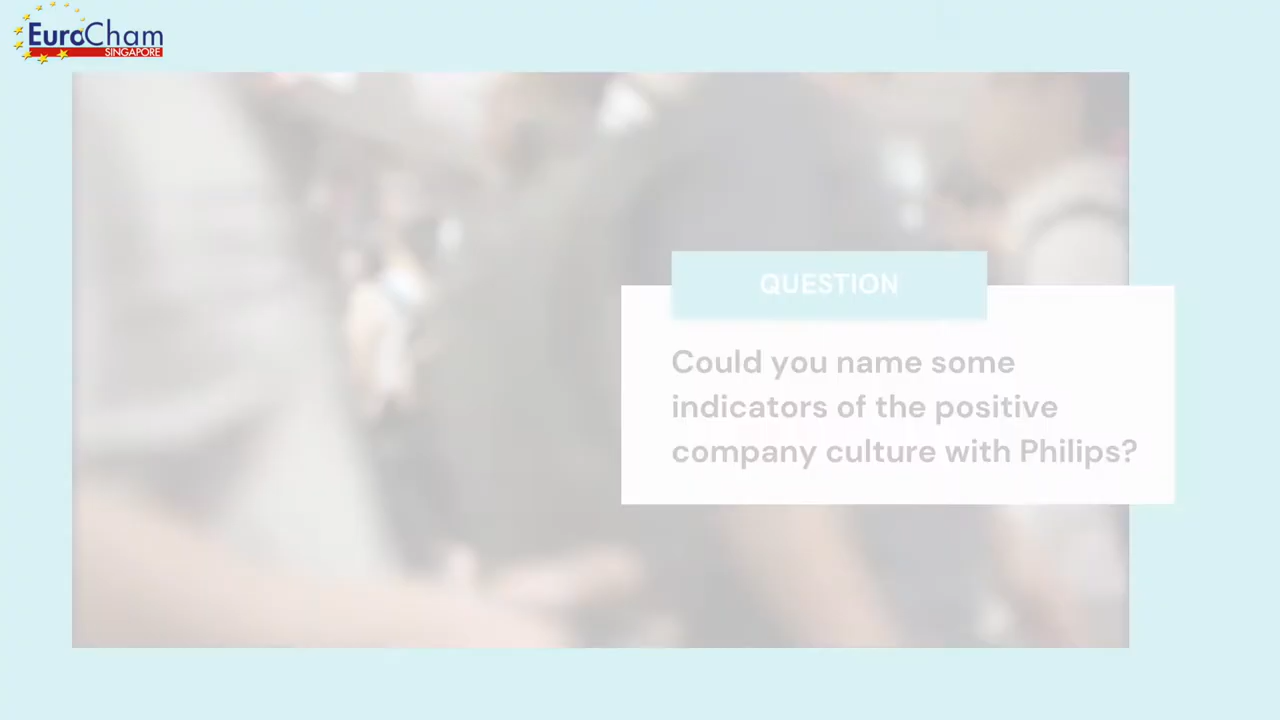 EuroCham
SINGAPORE
QUESTION
Could you name some
indicators of the positive
company culture with Philips?